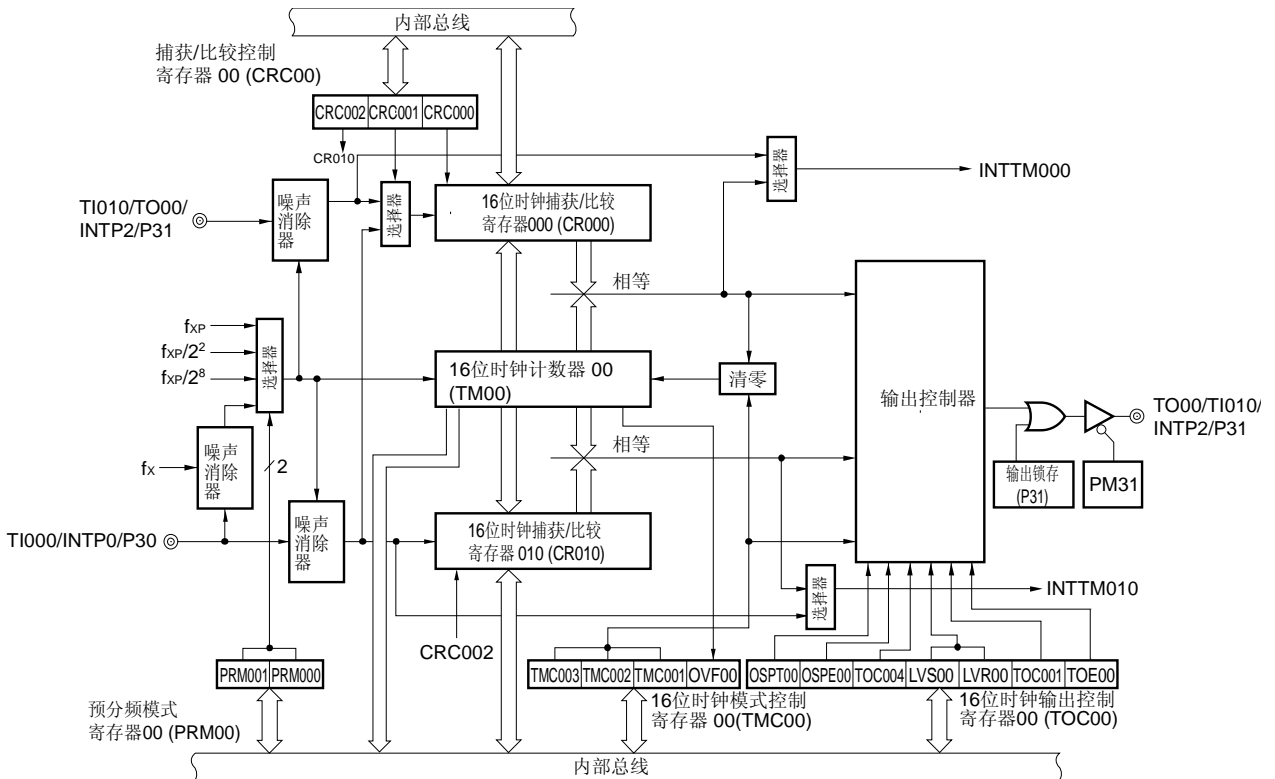 内部总线
捕获/比较控制
寄存器 00 (CRC00)
CRC002 CRC001 CRC000
CR010
选择器
INTTM000
TI010/TO00/
INTP2/P31
噪声
消除
器
选择器
16位时钟捕获/比较
寄存器000 (CR000)
相等
fXP
fXP/2²
fXP/2⁸
选择器
16位时钟计数器 00
(TM00)
清零
输出控制器
TO00/TI010/
INTP2/P31
相等
fX
噪声
消除
器
2
输出锁存
(P31)
PM31
TI000/INTP0/P30
噪声
消除
器
16位时钟捕获/比较
寄存器 010 (CR010)
选择器
INTTM010
CRC002
PRM001 PRM000
TMC003 TMC002 TMC001 OVF00
OSPT00 OSPE00 TOC004 LVS00 LVR00 TOC001 TOE00
预分频模式
寄存器00 (PRM00)
16位时钟模式控制
寄存器 00(TMC00)
16位时钟输出控制
寄存器00 (TOC00)
内部总线